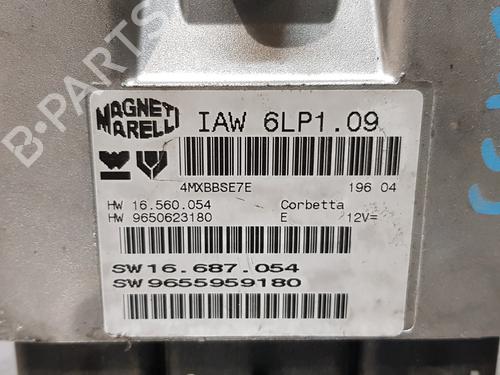 B-PARTS
MAGNETI
MARELLI
IAW 6LP1.09
4MXBBSE7E 196 04
HW 16.560.054 Corbetta
HW 9650623180 E 12V=
SW 16.687.054
SW 9655959180